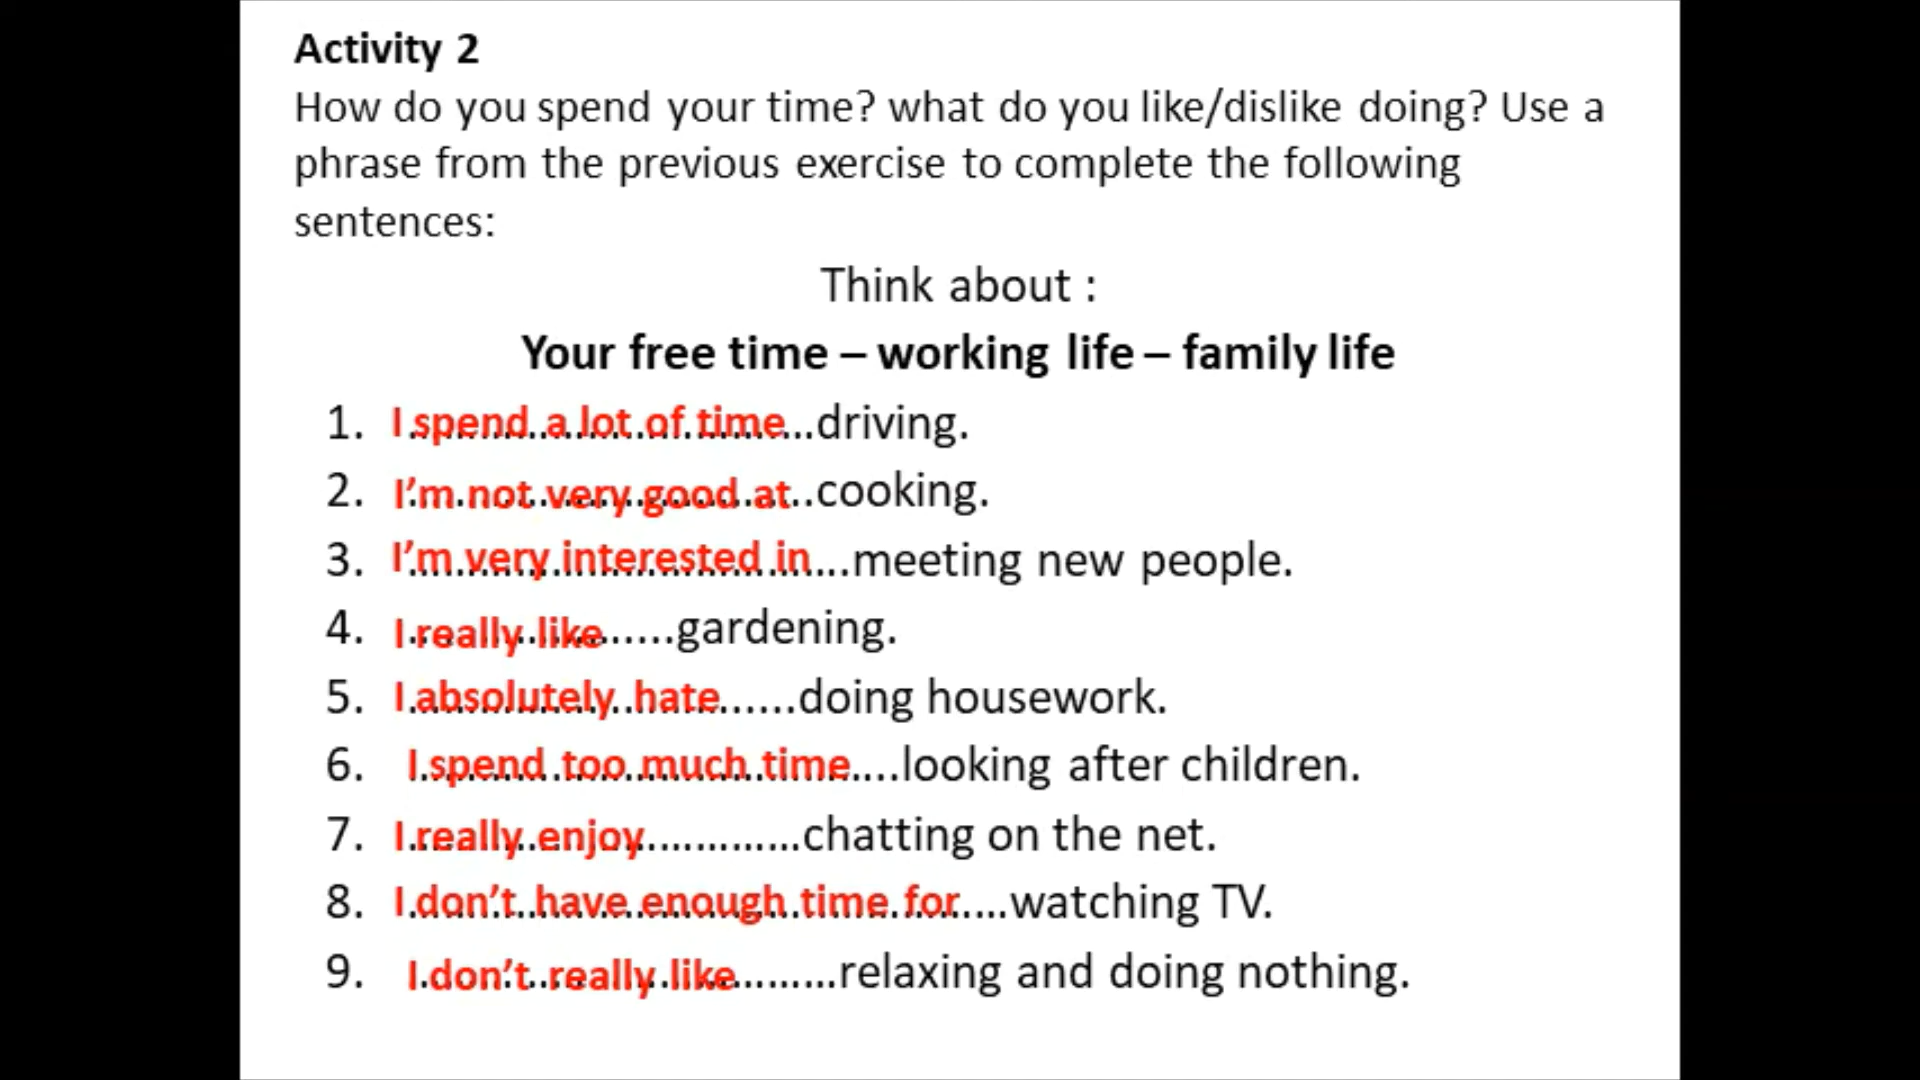 Activity 2
How do you spend your time? what do you like/dislike doing? Use a
phrase from the previous exercise to complete the following
sentences:
Think about :
Your free time – working life – family life
1. I spend a lot of time...driving.
2. I’m not very good at..cooking.
3. I’m very interested in...meeting new people.
4. I really like......gardening.
5. I absolutely hate......doing housework.
6. I spend too much time....looking after children.
7. I really enjoy.............chatting on the net.
8. I don’t have enough time for....watching TV.
9. I don’t really like.........relaxing and doing nothing.